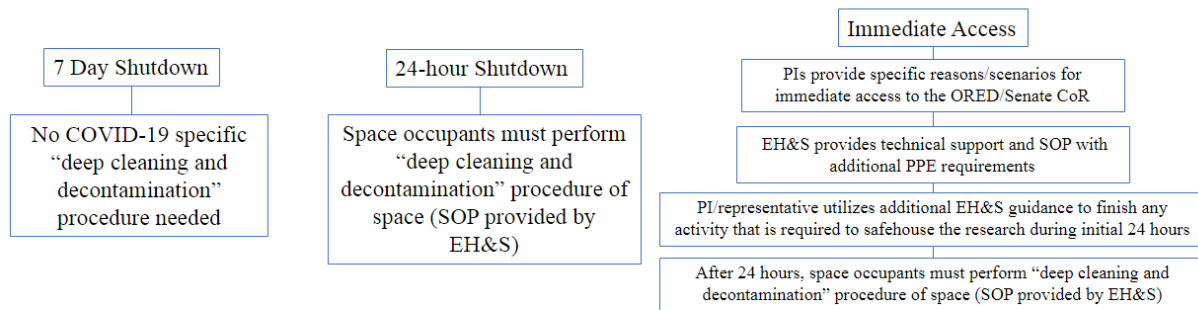 7 Day Shutdown
No COVID-19 specific
“deep cleaning and
decontamination”
procedure needed
24-hour Shutdown
Space occupants must perform
“deep cleaning and
decontamination” procedure of
space (SOP provided by
EH&S)
Immediate Access
PIs provide specific reasons/scenarios for
immediate access to the ORED/Senate CoR
EH&S provides technical support and SOP with
additional PPE requirements
PI/representative utilizes additional EH&S guidance to finish any
activity that is required to safehouse the research during initial 24 hours
After 24 hours, space occupants must perform “deep cleaning and
decontamination” procedure of space (SOP provided by EH&S)